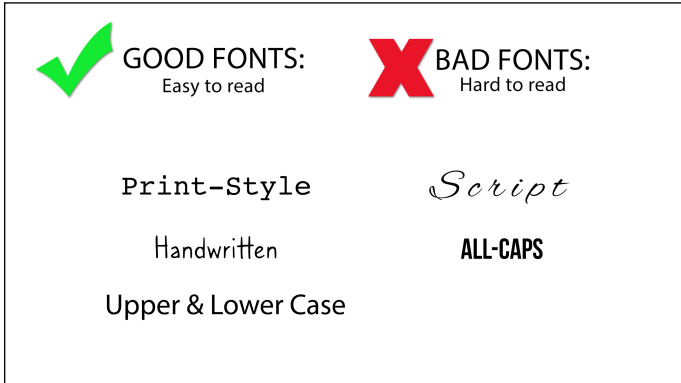 GOOD FONTS:
Easy to read
Print-Style
Handwritten
Upper & Lower Case
BAD FONTS:
Hard to read
Script
ALL-CAPS